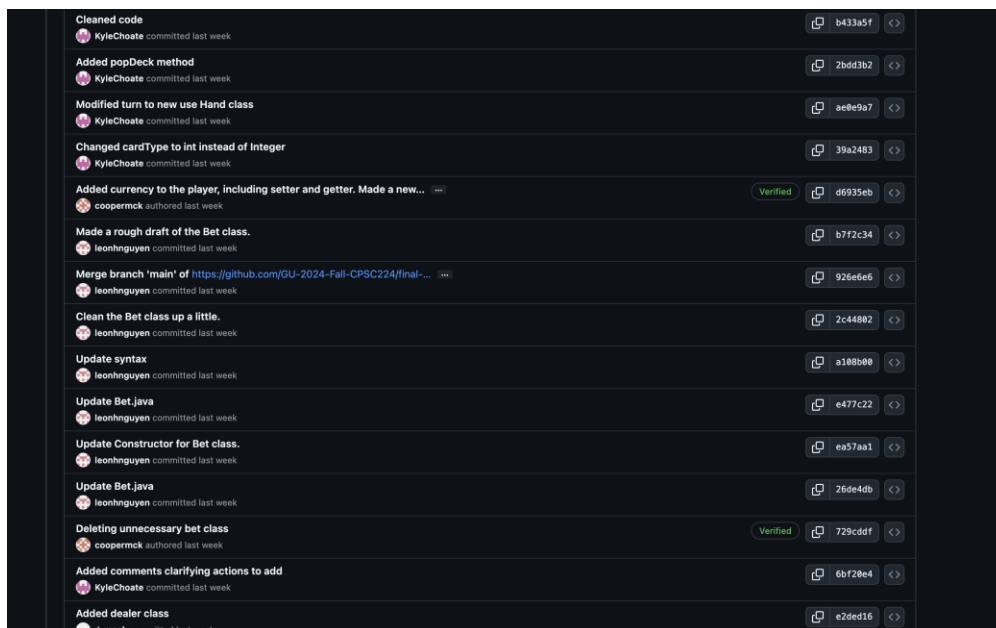 Cleaned code
b433a5f
KyleChoate committed last week
Added popDeck method
2bdd3b2
KyleChoate committed last week
Modified turn to new use Hand class
ae0e9a7
KyleChoate committed last week
Changed cardType to int instead of Integer
39a2483
KyleChoate committed last week
Added currency to the player, including setter and getter. Made a new... ...
Verified d6935eb
coopermck authored last week
Made a rough draft of the Bet class.
b7f2c34
leonhnguyen committed last week
Merge branch 'main' of https://github.com/GU-2024-Fall-CPSC224/final-... ...
926e6e6
leonhnguyen committed last week
Clean the Bet class up a little.
2c44802
leonhnguyen committed last week
Update syntax
a108b00
leonhnguyen committed last week
Update Bet.java
e477c22
leonhnguyen committed last week
Update Constructor for Bet class.
ea57aa1
leonhnguyen committed last week
Update Bet.java
26de4db
leonhnguyen committed last week
Deleting unnecessary bet class
Verified 729cddf
coopermck authored last week
Added comments clarifying actions to add
6bf20e4
KyleChoate committed last week
Added dealer class
e2ded16